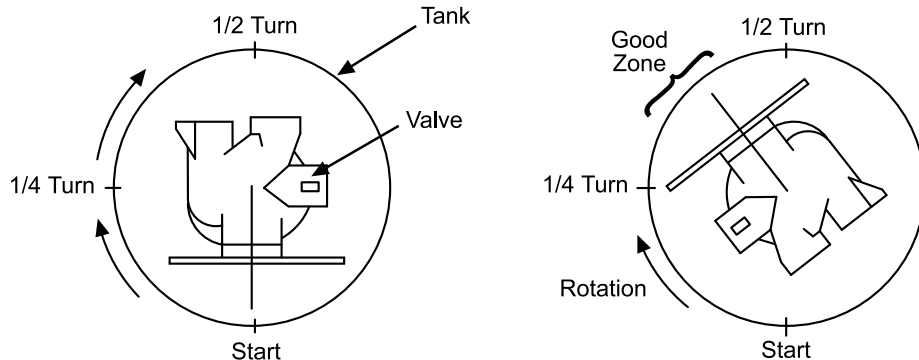 1/2 Turn
Tank
Valve
1/4 Turn
Start
1/2 Turn
Good
Zone
1/4 Turn
Rotation
Start